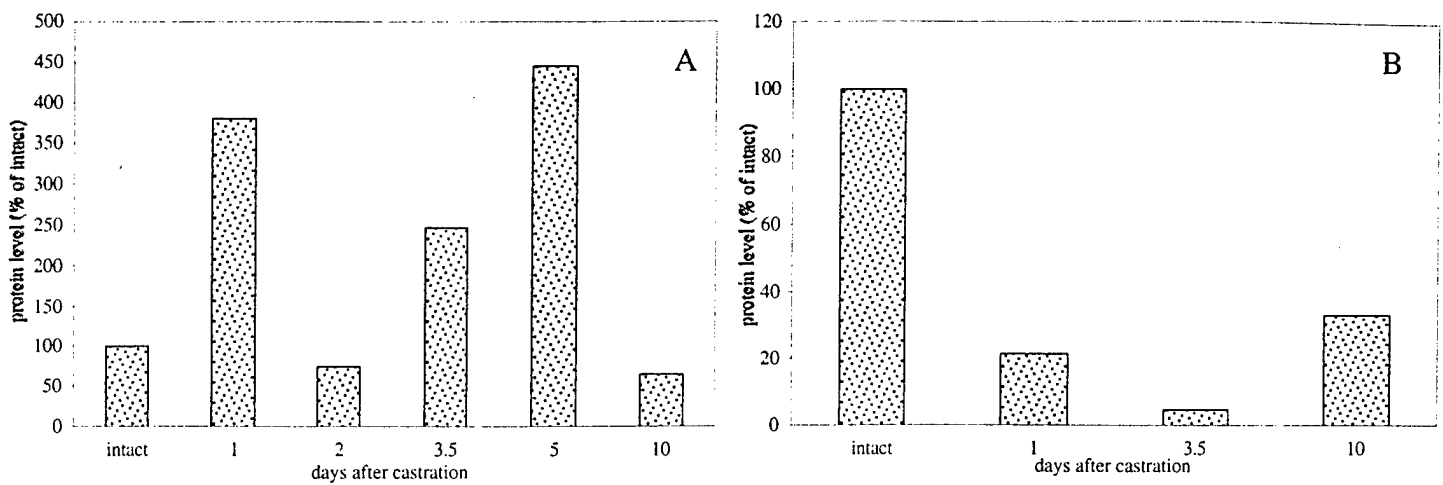 500
450
400
350
300
250
200
150
100
50
0
protein level (% of intact)
A
intact 1 2 3.5 5 10
days after castration
120
100
80
60
40
20
0
protein level (% of intact)
B
intact 1 3.5 10
days after castration